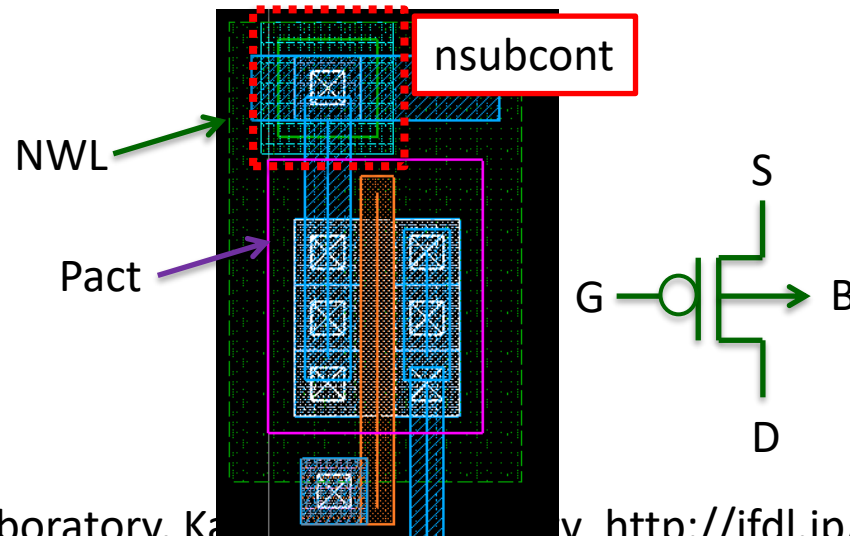 nsubcont
NWL
Pact
S
G
B
D
boratory, Ka
http://ifdl.jp.